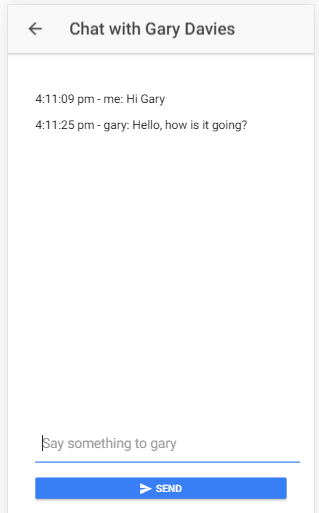 Chat with Gary Davies
4:11:09 pm - me: Hi Gary
4:11:25 pm - gary: Hello, how is it going?
Say something to gary
SEND